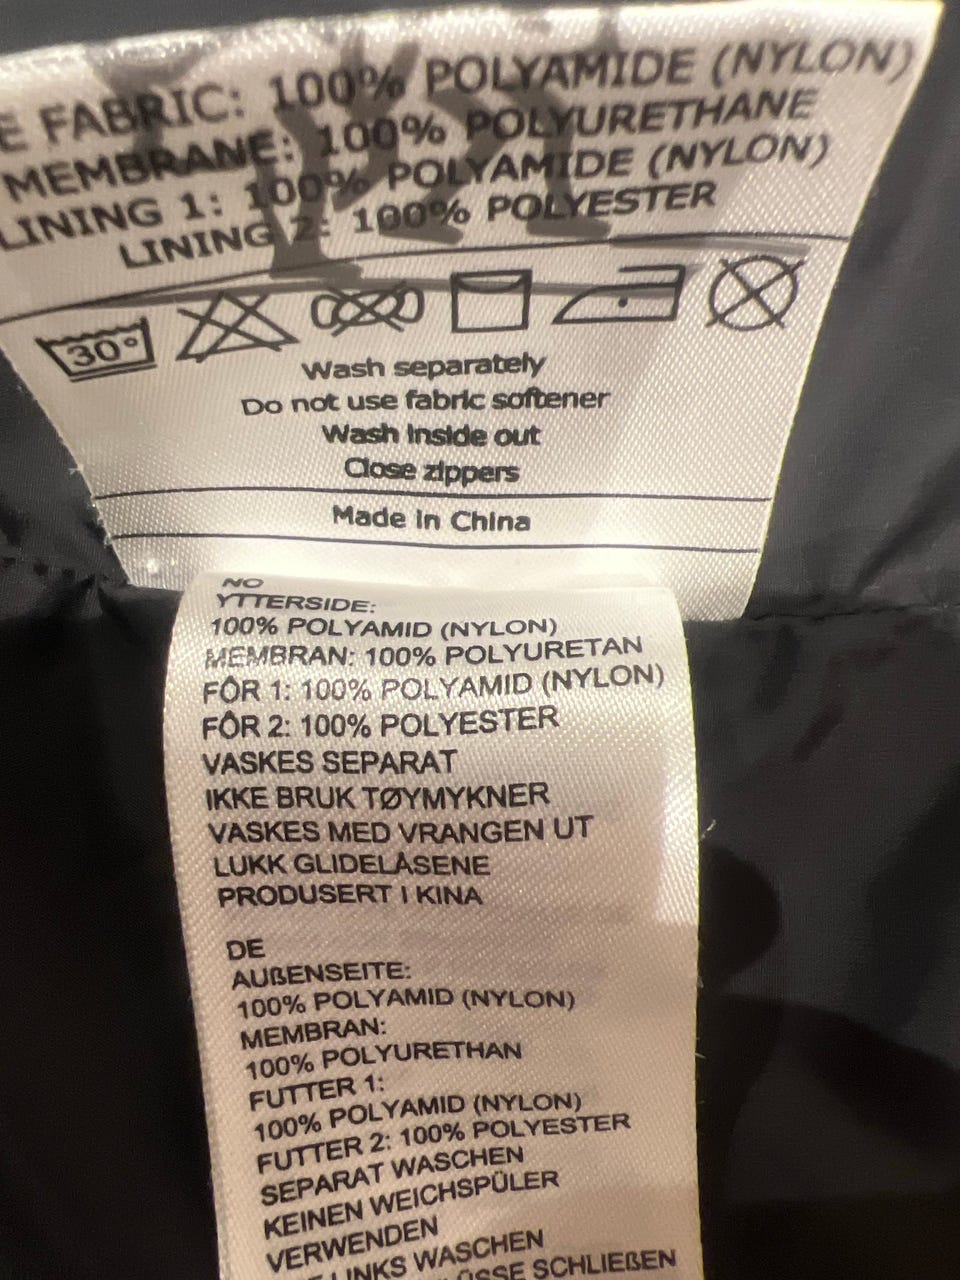 E FABRIC: 100% POLYAMIDE (NYLON)
MEMBRANE: 100% POLYURETHANE
LINING 1: 100% POLYAMIDE (NYLON)
LINING 2: 100% POLYESTER
30°
Wash separately
Do not use fabric softener
Wash inside out
Close zippers
Made in China
NO
YTTERSIDE:
100% POLYAMID (NYLON)
MEMBRAN: 100% POLYURETAN
FÔR 1: 100% POLYAMID (NYLON)
FÔR 2: 100% POLYESTER
VASKES SEPARAT
IKKE BRUK TØYMYKNER
VASKES MED VRANGEN UT
LUKK GLIDELÅSENE
PRODUSERT I KINA
DE
AUßENSEITE:
100% POLYAMID (NYLON)
MEMBRAN:
100% POLYURETHAN
FUTTER 1:
100% POLYAMID (NYLON)
FUTTER 2: 100% POLYESTER
SEPARAT WASCHEN
KEINEN WEICHSPÜLER
VERWENDEN
LINKS WASCHEN
SCHLIEßEN